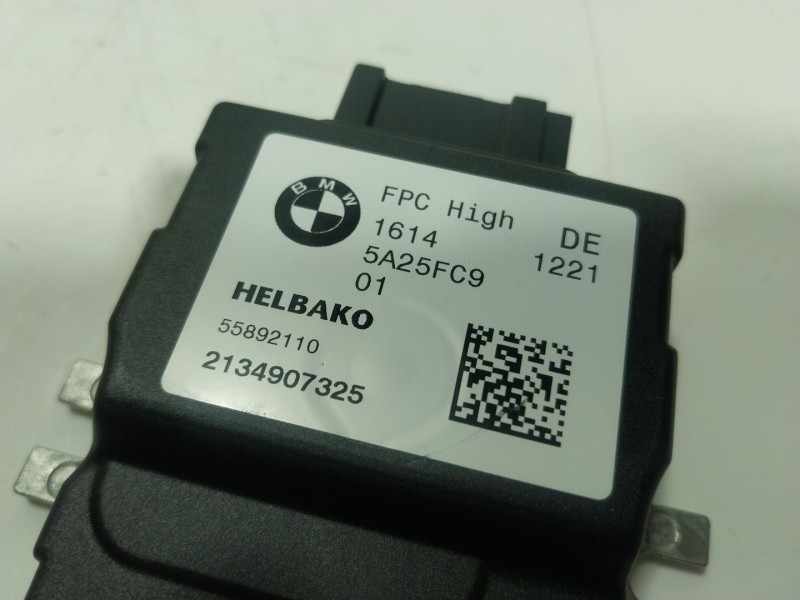 BMW
FPC High DE
1614 1221
5A25FC9
01
HELBAKO
55892110
2134907325